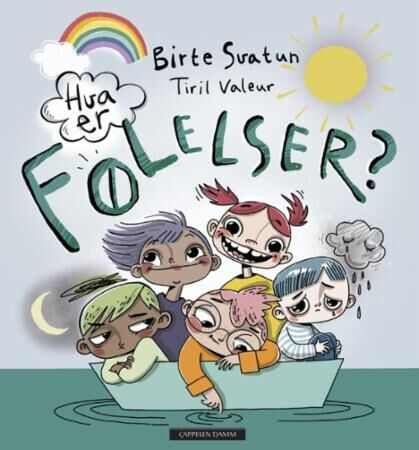 Birte Svatun
Tiril Valeur
Hva
er
FØLELSER?
CAPPELEN DAMM